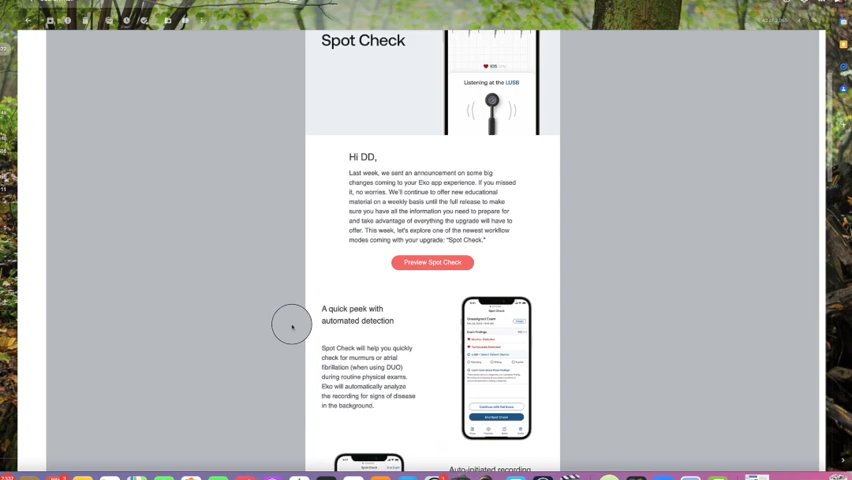 Spot Check
105
Listening at the LUSB
Hi DD,
Last week, we sent an announcement on some big
changes coming to your Eko app experience. If you missed
it, no worries. We'll continue to offer new educational
material on a weekly basis until the full release to make
sure you have all the information you need to prepare for
and take advantage of everything the upgrade will have to
offer. This week, let's explore one of the newest workflow
modes coming with your upgrade: "Spot Check."
Preview Spot Check
A quick peek with
automated detection
Spot Check will help you quickly
check for murmurs or atrial
fibrillation (when using DUO)
during routine physical exams.
Eko will automatically analyze
the recording for signs of disease
in the background.
Spot Check
Spot Check
Auto-initiated recording